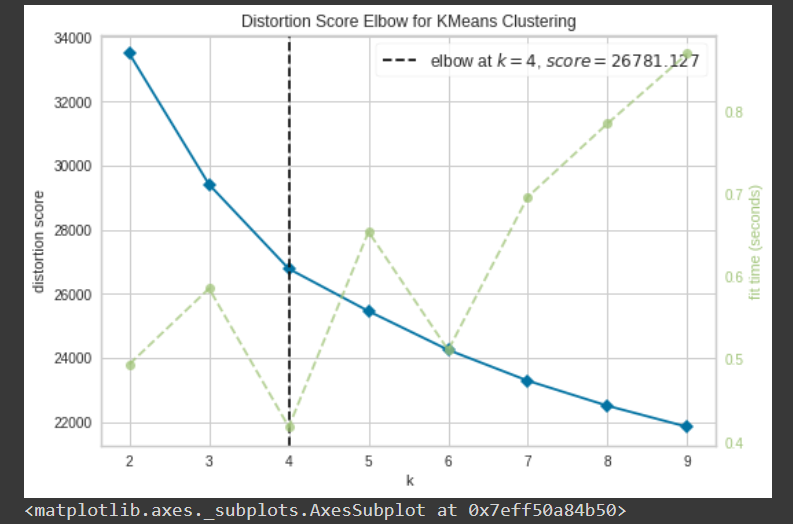 Distortion Score Elbow for KMeans Clustering
elbow at k = 4, score = 26781.127
34000
32000
30000
28000
26000
24000
22000
distortion score
0.8
0.7
0.6
0.5
0.4
fit time (seconds)
2 3 4 5 6 7 8 9
k
<matplotlib.axes._subplots.AxesSubplot at 0x7eff50a84b50>